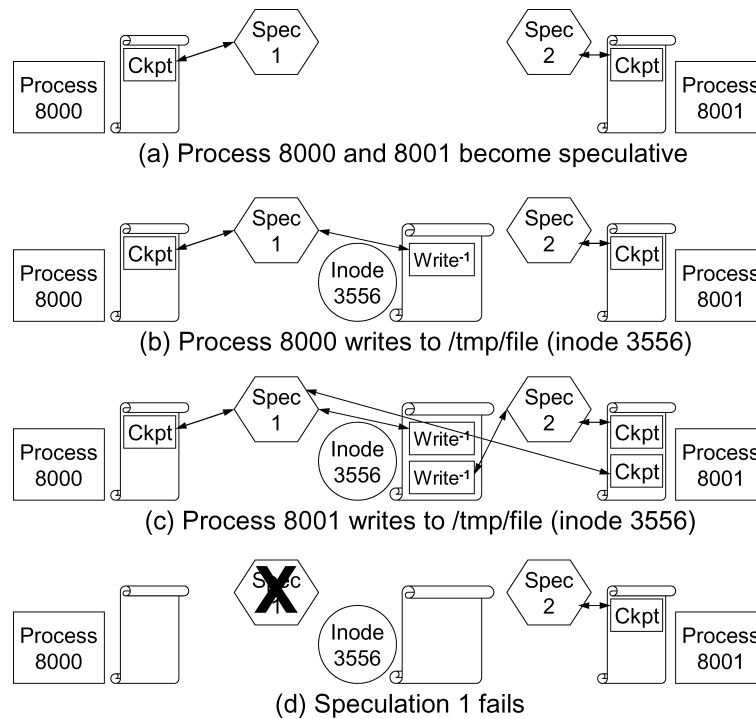 Spec
1
Spec
2
Ckpt
Ckpt
Process
8000
Process
8001
(a) Process 8000 and 8001 become speculative
Spec
1
Spec
2
Ckpt
Write-1
Ckpt
Process
8000
Inode
3556
Process
8001
(b) Process 8000 writes to /tmp/file (inode 3556)
Spec
1
Spec
2
Ckpt
Write-1
Ckpt
Process
8000
Inode
3556
Write-1
Ckpt
Process
8001
(c) Process 8001 writes to /tmp/file (inode 3556)
Spec
1
X
Spec
2
Ckpt
Process
8000
Inode
3556
Process
8001
(d) Speculation 1 fails